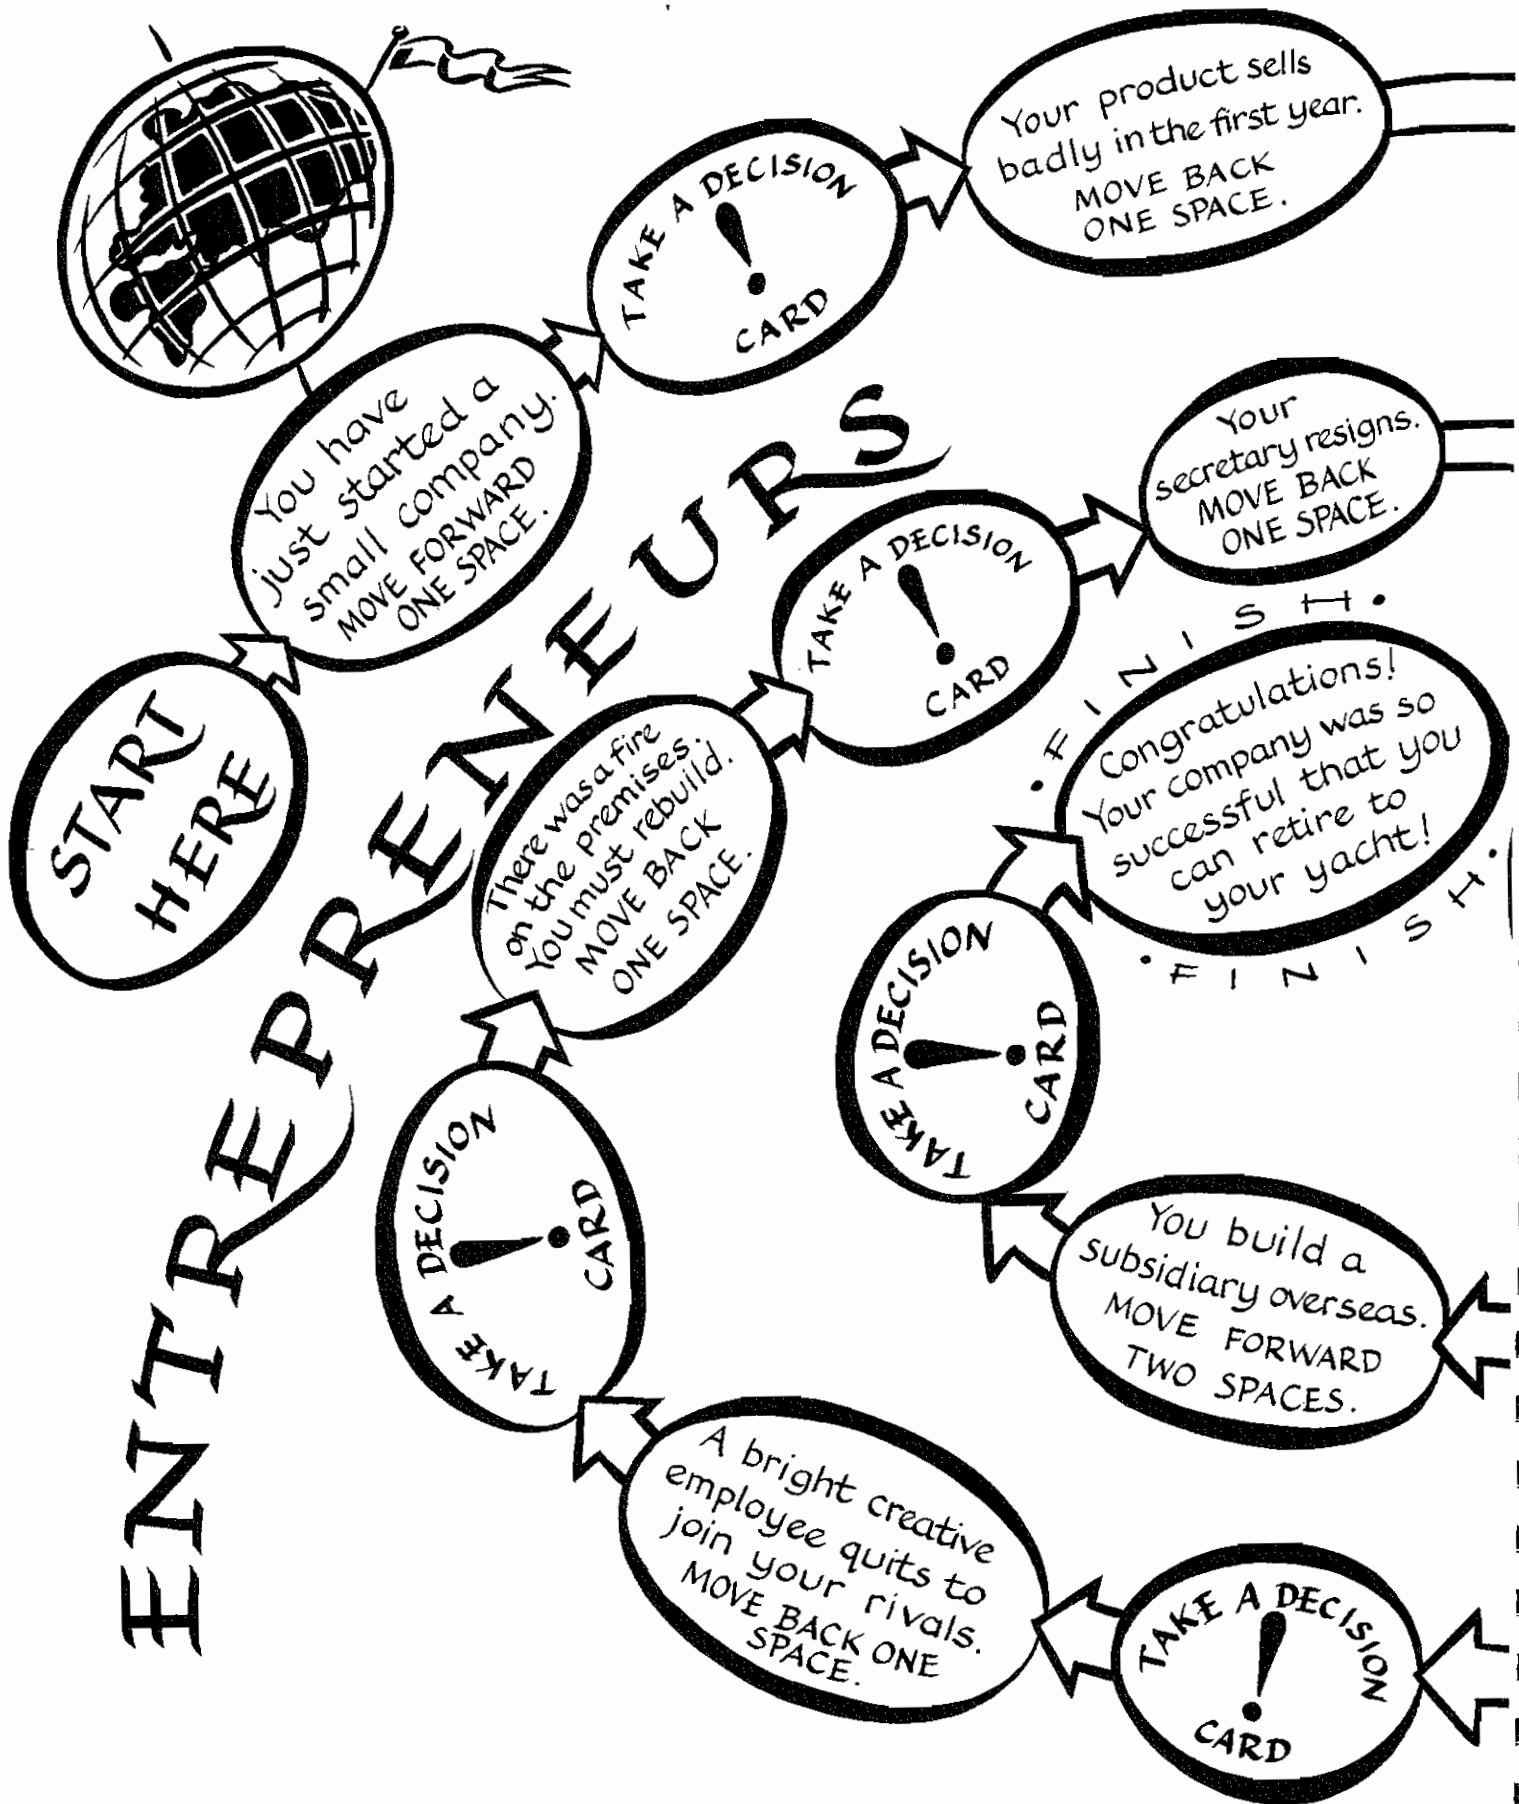 START
HERE
You have
just started a
small company.
MOVE FORWARD
ONE SPACE.
TAKE A DECISION
CARD
Your product sells
badly in the first year.
MOVE BACK
ONE SPACE.
ENTREPRENEURS
TAKE A DECISION
CARD
A bright creative
employee quits to
join your rivals.
MOVE BACK ONE
SPACE.
TAKE A DECISION
CARD
There was a fire
on the premises.
You must rebuild.
MOVE BACK
ONE SPACE.
TAKE A DECISION
CARD
Your
secretary resigns.
MOVE BACK
ONE SPACE.
You build a
subsidiary overseas.
MOVE FORWARD
TWO SPACES.
TAKE A DECISION
CARD
• FINISH •
Congratulations!
Your company was so
successful that you
can retire to
your yacht!
• FINISH •